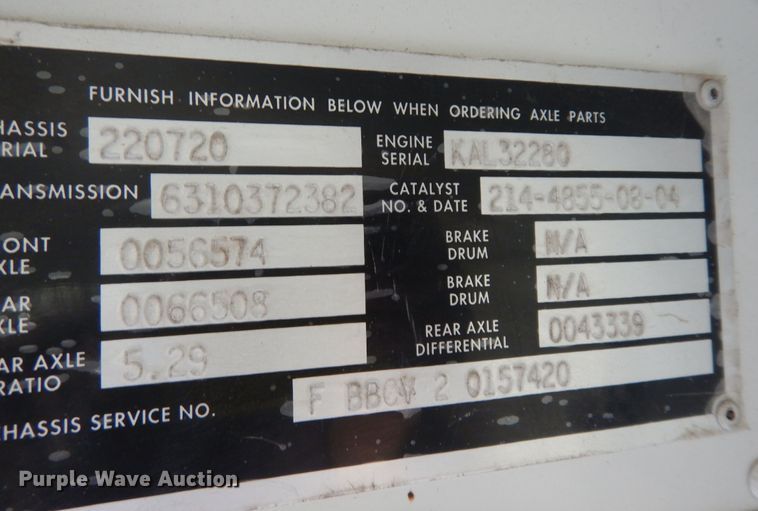 FURNISH INFORMATION BELOW WHEN ORDERING AXLE PARTS
HASSIS RIAL 220720 ENGINE SERIAL KAL32280
ANSMISSION 6310372382 CATALYST NO. & DATE 214-4855-08-04
ONT XLE 0056574 BRAKE DRUM N/A
AR XLE 0066508 BRAKE DRUM N/A
AR AXLE RATIO 5.29 REAR AXLE DIFFERENTIAL 0043339
HASSIS SERVICE NO. F BBCV 2 0157420
Purple Wave Auction